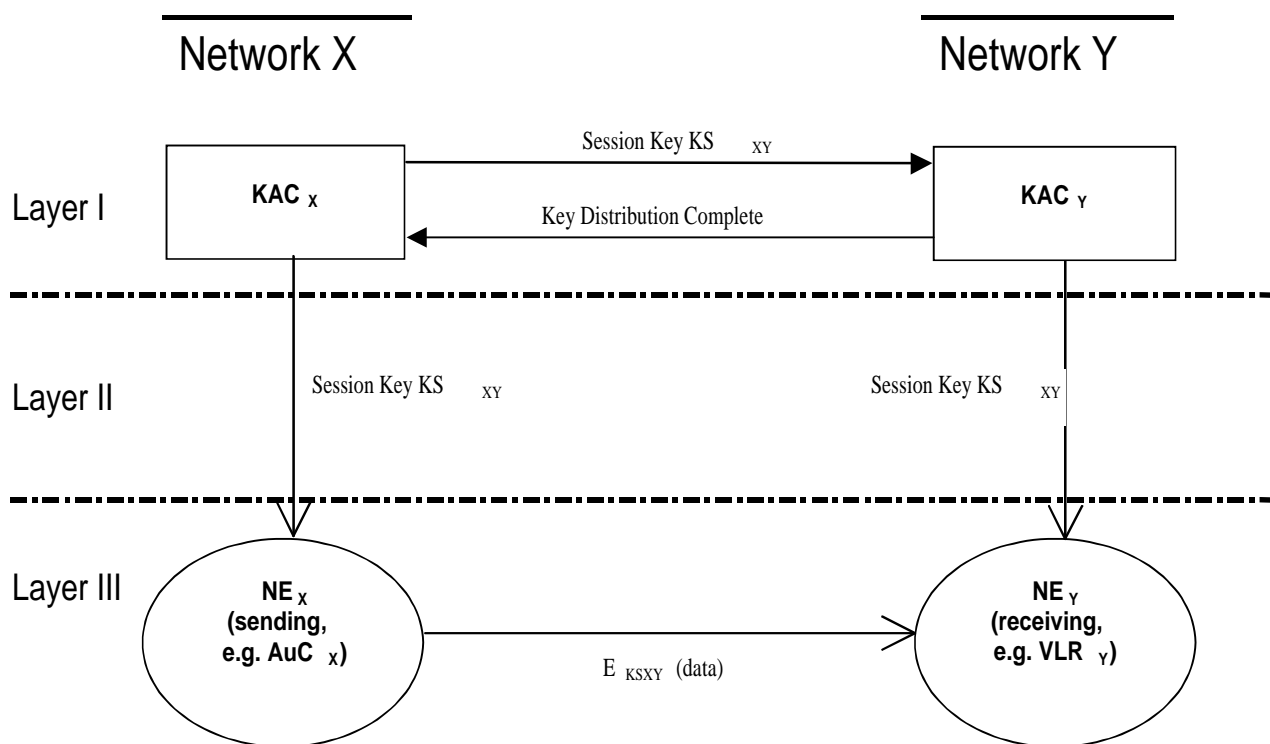 Network X
Network Y
Session Key KS XY
Layer I
KAC X
KAC Y
Key Distribution Complete
Layer II
Session Key KS XY
Session Key KS XY
Layer III
NE X
(sending,
e.g. AuC X)
NE Y
(receiving,
e.g. VLR Y)
E KSXY (data)